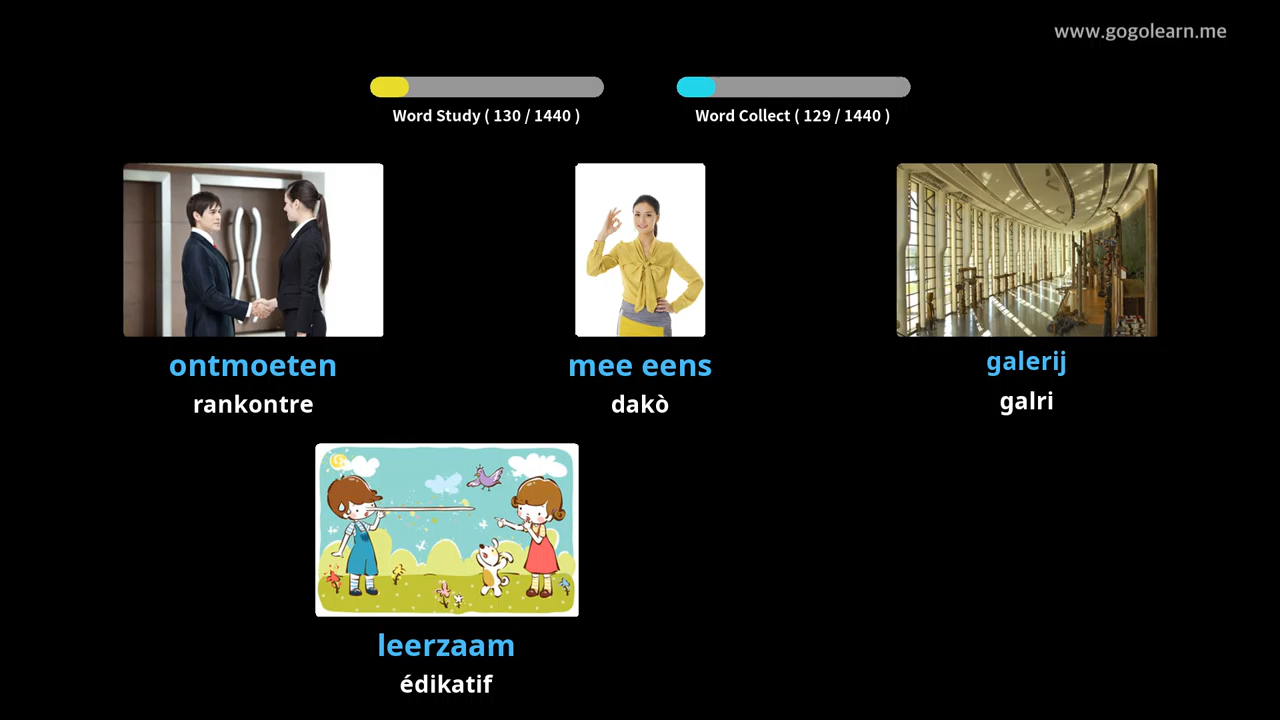 www.gogolearn.me
Word Study ( 130 / 1440 )
Word Collect ( 129 / 1440 )
ontmoeten
rankontre
mee eens
dakò
galerij
galri
leerzaam
édikatif